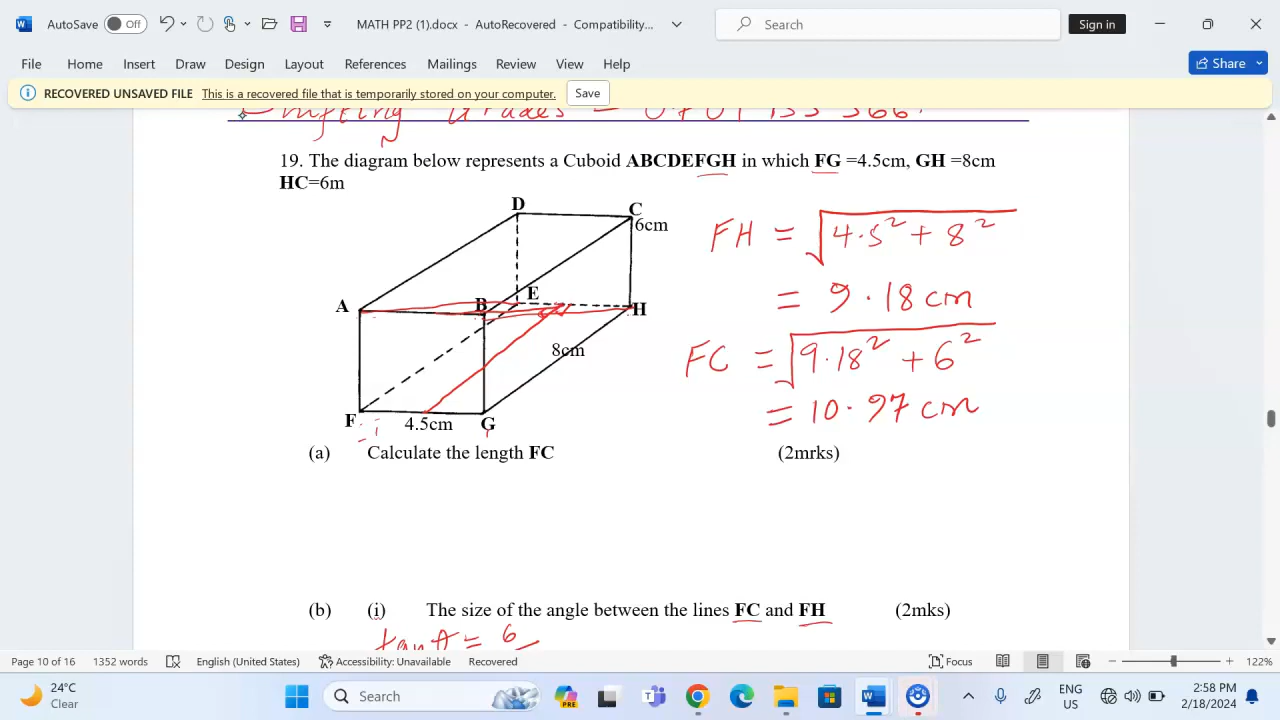 AutoSave Off MATH PP2 (1).docx - AutoRecovered - Compatibility... Search Sign in
File Home Insert Draw Design Layout References Mailings Review View Help Share
RECOVERED UNSAVED FILE This is a recovered file that is temporarily stored on your computer. Save
19. The diagram below represents a Cuboid ABCDEFGH in which FG =4.5cm, GH =8cm
HC=6m
D C
6cm
A B E H
8cm
F 4.5cm G
FH = √4.5² + 8²
= 9.18 cm
FC = √9.18² + 6²
= 10.97 cm
(a) Calculate the length FC (2mrks)
(b) (i) The size of the angle between the lines FC and FH (2mks)
Page 10 of 16 1352 words English (United States) Accessibility: Unavailable Recovered Focus 122%
24°C
Clear
Search
PRE
ENG
US
2:58 PM
2/18/2024